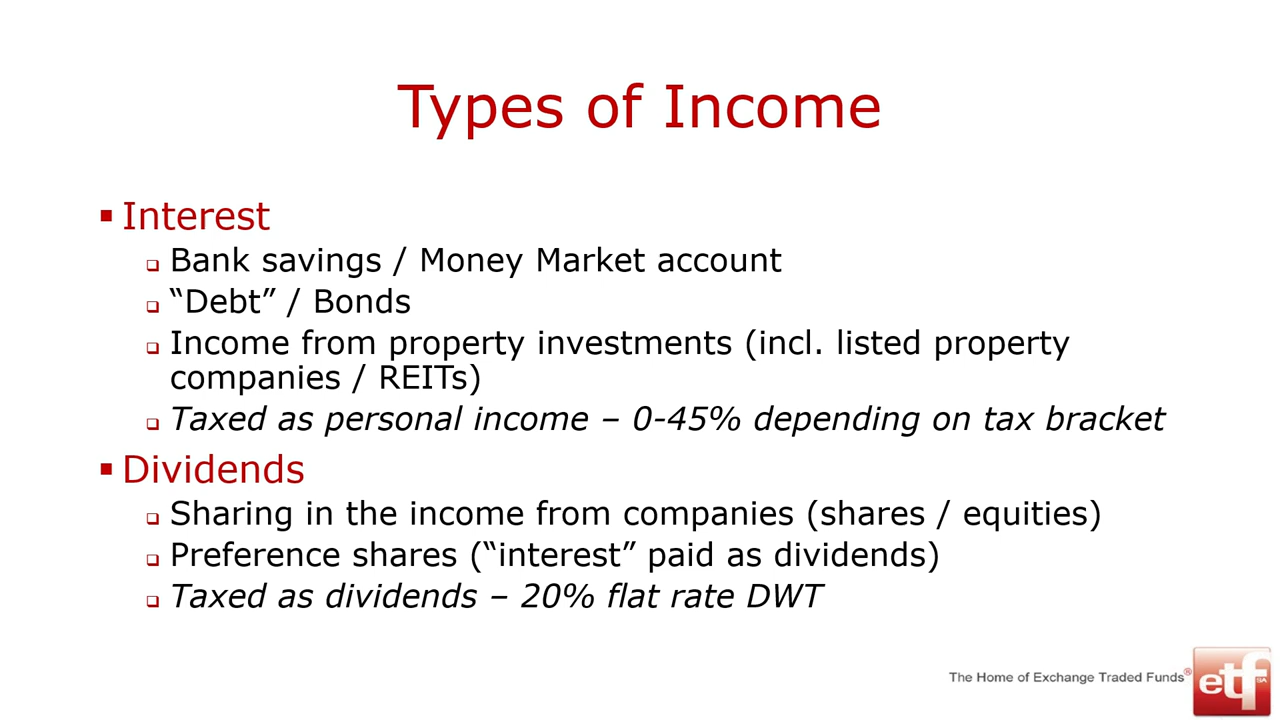 Types of Income
Interest
Bank savings / Money Market account
“Debt” / Bonds
Income from property investments (incl. listed property
companies / REITs)
Taxed as personal income – 0-45% depending on tax bracket
Dividends
Sharing in the income from companies (shares / equities)
Preference shares (“interest” paid as dividends)
Taxed as dividends – 20% flat rate DWT
The Home of Exchange Traded Funds®
etf
SA